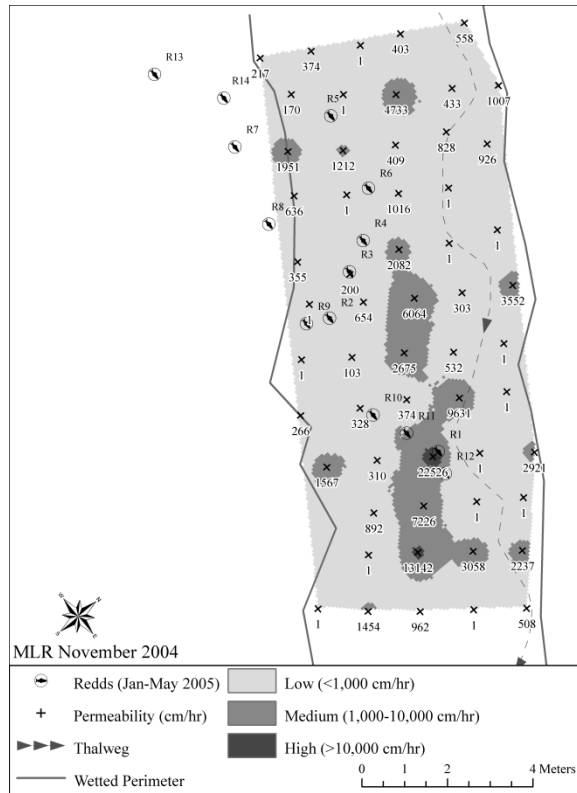 558
403
1
374
217
R13
R14
R5
170
1
4733
433
1007
R7
828
1951
1212
409
926
R6
636
1
1016
1
R8
R4
1
R3
2082
1
355
200
3552
R9
R2
1
654
6064
303
1
103
2675
532
1
R10
374
9631
1
266
328
R11
R1
R12
1567
310
22526
1
2921
892
7226
1
1
1
13142
3058
2237
1
1454
962
1
508
W
N
S
E
MLR November 2004
Redds (Jan-May 2005)
Low (<1,000 cm/hr)
Permeability (cm/hr)
Medium (1,000-10,000 cm/hr)
Thalweg
High (>10,000 cm/hr)
Wetted Perimeter
0 1 2 4 Meters